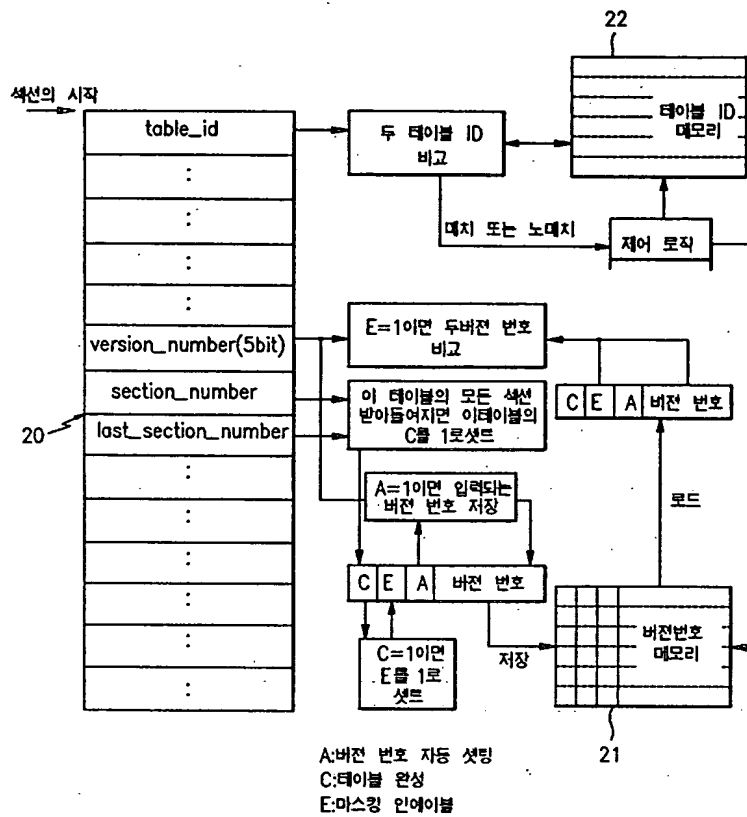 22
섹션의 시작
table_id
두 테이블 ID
비교
테이블 ID
메모리
매치 또는 노매치
제어 로직
version_number(5bit)
E=1이면 두버전 번호
비교
section_number
이 테이블의 모든 섹션
받아들여지면 이테이블의
C를 1로셋트
C E A 버전 번호
20
last_section_number
A=1이면 입력되는
버전 번호 저장
로드
C E A 버전 번호
C=1이면
E를 1로
셋트
저장
버전번호
메모리
21
A:버전 번호 자동 셋팅
C:테이블 완성
E:마스킹 인에이블